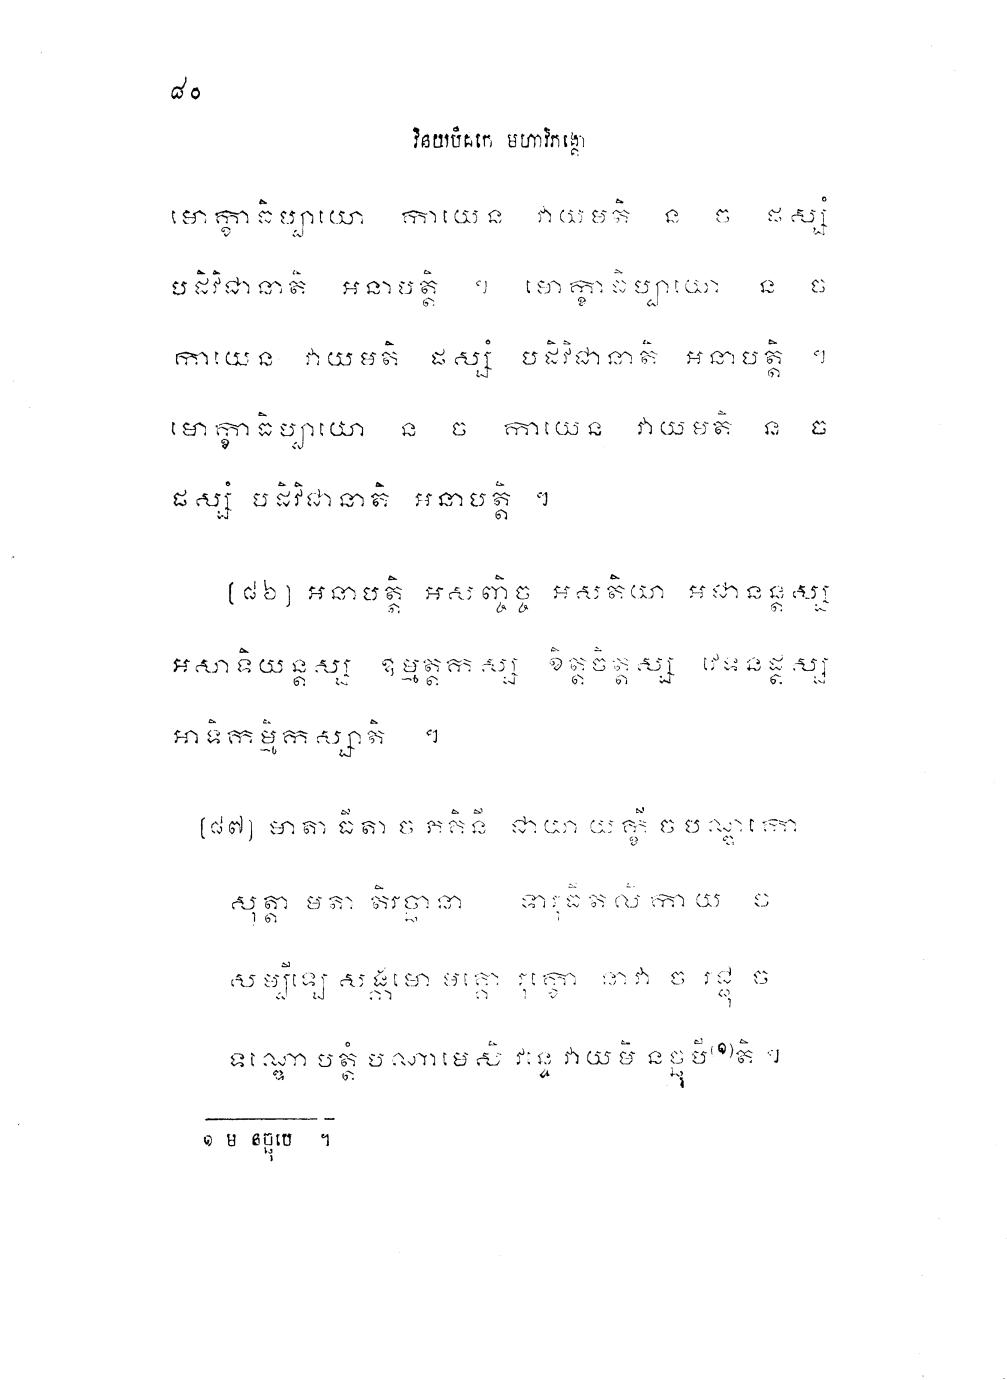 ៨០
វិនយបិដកេ មហាវិភង្គោ
មោក្ខាធិប្បាយោ កាយេន វាយមតិ ន ច ផស្សំ
បដិវិជានាតិ អនាបត្តិ ។ មោក្ខាធិប្បាយោ ន ច
កាយេន វាយមតិ ផស្សំ បដិវិជានាតិ អនាបត្តិ ។
មោក្ខាធិប្បាយោ ន ច កាយេន វាយមតិ ន ច
ផស្សំ បដិវិជានាតិ អនាបត្តិ ។
(៨៦) អនាបត្តិ អសញ្ចិច្ច អសតិយា អជានន្តស្ស
អសាទិយន្តស្ស ឧម្មត្តកស្ស ខិត្តចិត្តស្ស វេទនដ្តស្ស
អាទិកម្មិកស្សាតិ ។
(៨៧) មាតា ធីតា ច ភគិនី ជាយា យក្ខី ច បណ្ឌកោ
សុត្តា មតា តិរច្ឆានា ទារុធីតលិកាយ ច
សម្បីឡេ សង្កមោ មគ្គោ រុក្ខោ នាវា ច រជ្ជុ ច
ទណ្ឌោ បត្តំ បណាមេសិ វន្ទេ វាយមិ នច្ឆុបី(១)តិ ។
១ ម នច្ឆុបេ ។